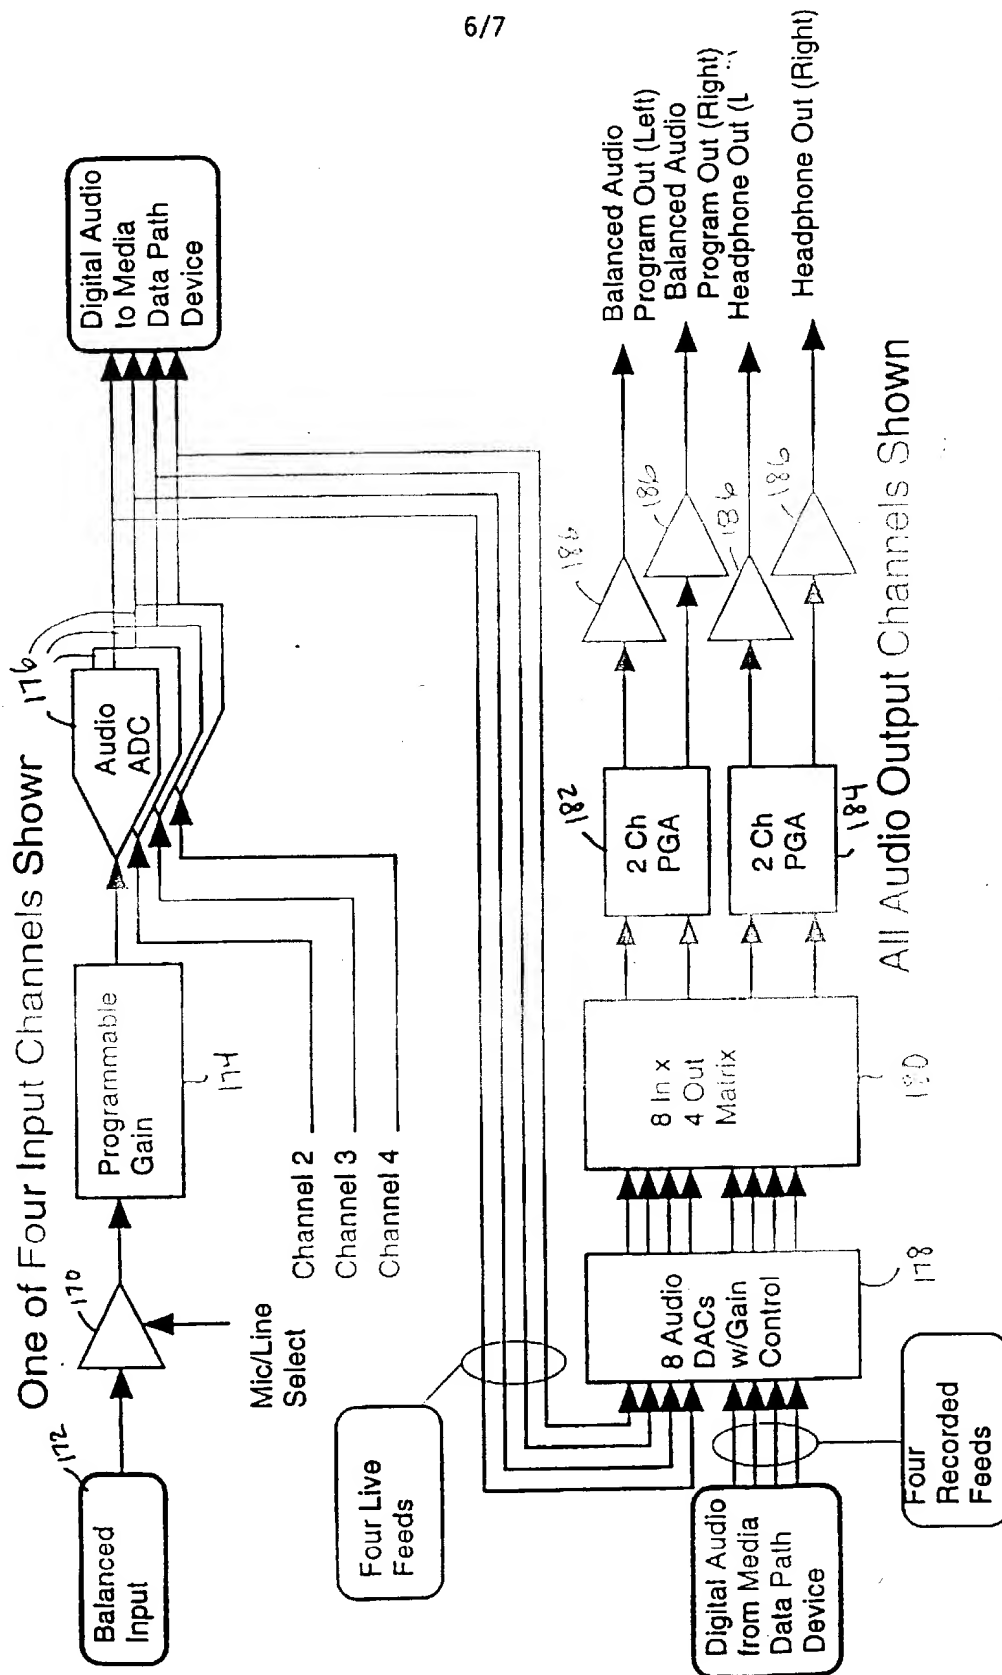 6/7
One of Four Input Channels Showr
172
Balanced
Input
170
Mic/Line
Select
Programmable
Gain
174
176
Audio
ADC
Channel 2
Channel 3
Channel 4
Digital Audio
to Media
Data Path
Device
Four Live
Feeds
Digital Audio
from Media
Data Path
Device
Four
Recorded
Feeds
8 Audio
DACs
w/Gain
Control
178
8 In x
4 Out
Matrix
180
182
2 Ch
PGA
2 Ch
PGA
184
186
186
186
186
Balanced Audio
Program Out (Left)
Balanced Audio
Program Out (Right)
Headphone Out (L
Headphone Out (Right)
All Audio Output Channels Shown